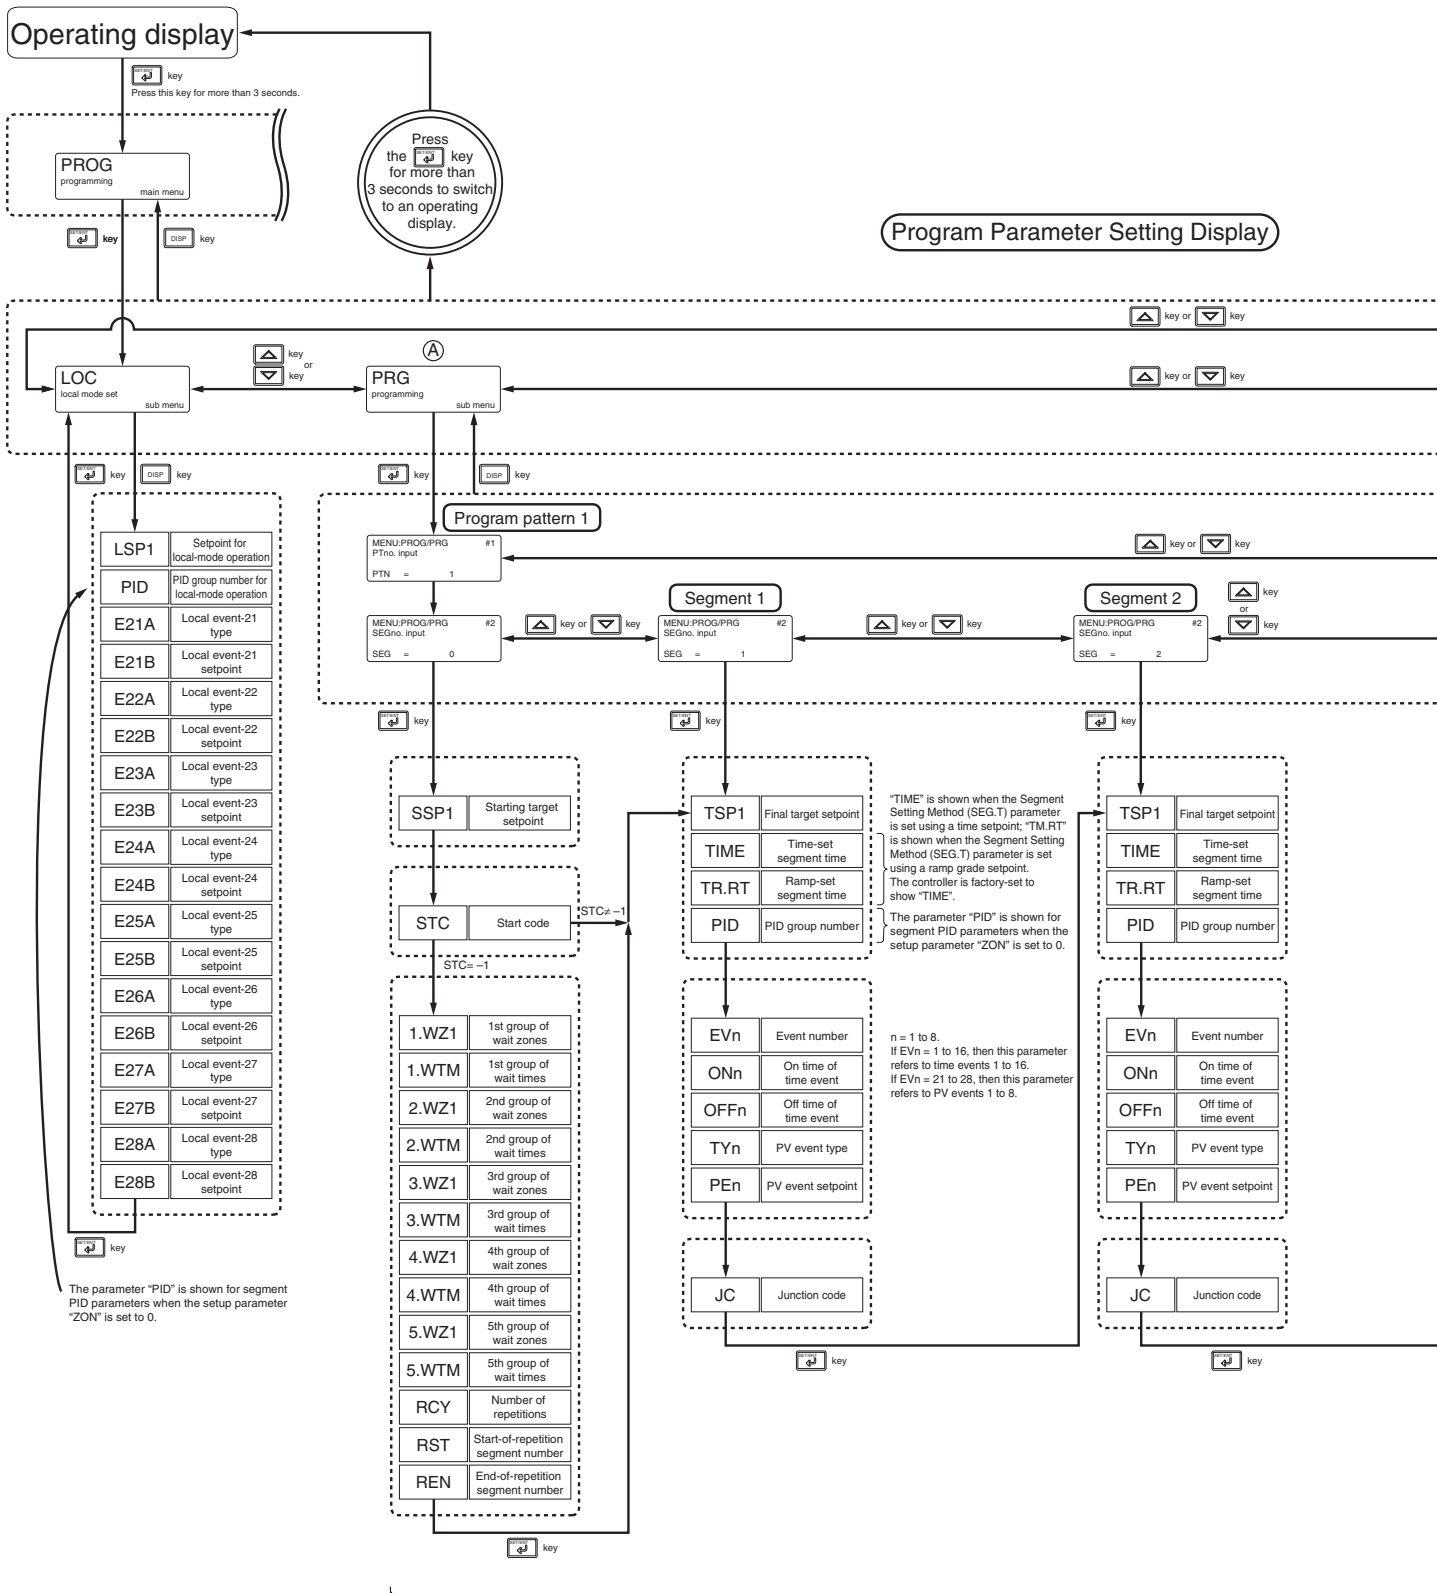 Operating display
SET/ENT key
Press this key for more than 3 seconds.
PROG
programming
main menu
SET/ENT key
DISP key
Press
the SET/ENT key
for more than
3 seconds to switch
to an operating
display.
Program Parameter Setting Display
key or key
LOC
local mode set
sub menu
key
or
key
A
PRG
programming
sub menu
key or key
SET/ENT key
DISP key
SET/ENT key
DISP key
Program pattern 1
MENU:PROG/PRG #1
PTno. input
PTN = 1
key or key
MENU:PROG/PRG #2
SEGno. input
SEG = 0
key or key
Segment 1
MENU:PROG/PRG #2
SEGno. input
SEG = 1
key or key
Segment 2
MENU:PROG/PRG #2
SEGno. input
SEG = 2
key
or
key
LSP1 Setpoint for
local-mode operation
PID PID group number for
local-mode operation
E21A Local event-21
type
E21B Local event-21
setpoint
E22A Local event-22
type
E22B Local event-22
setpoint
E23A Local event-23
type
E23B Local event-23
setpoint
E24A Local event-24
type
E24B Local event-24
setpoint
E25A Local event-25
type
E25B Local event-25
setpoint
E26A Local event-26
type
E26B Local event-26
setpoint
E27A Local event-27
type
E27B Local event-27
setpoint
E28A Local event-28
type
E28B Local event-28
setpoint
SET/ENT key
The parameter “PID” is shown for segment
PID parameters when the setup parameter
“ZON” is set to 0.
SET/ENT key
SSP1 Starting target
setpoint
STC Start code
STC≠ –1
STC= –1
1.WZ1 1st group of
wait zones
1.WTM 1st group of
wait times
2.WZ1 2nd group of
wait zones
2.WTM 2nd group of
wait times
3.WZ1 3rd group of
wait zones
3.WTM 3rd group of
wait times
4.WZ1 4th group of
wait zones
4.WTM 4th group of
wait times
5.WZ1 5th group of
wait zones
5.WTM 5th group of
wait times
RCY Number of
repetitions
RST Start-of-repetition
segment number
REN End-of-repetition
segment number
SET/ENT key
SET/ENT key
TSP1 Final target setpoint
TIME Time-set
segment time
TR.RT Ramp-set
segment time
PID PID group number
“TIME” is shown when the Segment
Setting Method (SEG.T) parameter
is set using a time setpoint; “TM.RT”
is shown when the Segment Setting
Method (SEG.T) parameter is set
using a ramp grade setpoint.
The controller is factory-set to
show “TIME”.
The parameter “PID” is shown for
segment PID parameters when the
setup parameter “ZON” is set to 0.
EVn Event number
ONn On time of
time event
OFFn Off time of
time event
TYn PV event type
PEn PV event setpoint
n = 1 to 8.
If EVn = 1 to 16, then this parameter
refers to time events 1 to 16.
If EVn = 21 to 28, then this parameter
refers to PV events 1 to 8.
JC Junction code
SET/ENT key
SET/ENT key
TSP1 Final target setpoint
TIME Time-set
segment time
TR.RT Ramp-set
segment time
PID PID group number
EVn Event number
ONn On time of
time event
OFFn Off time of
time event
TYn PV event type
PEn PV event setpoint
JC Junction code
SET/ENT key